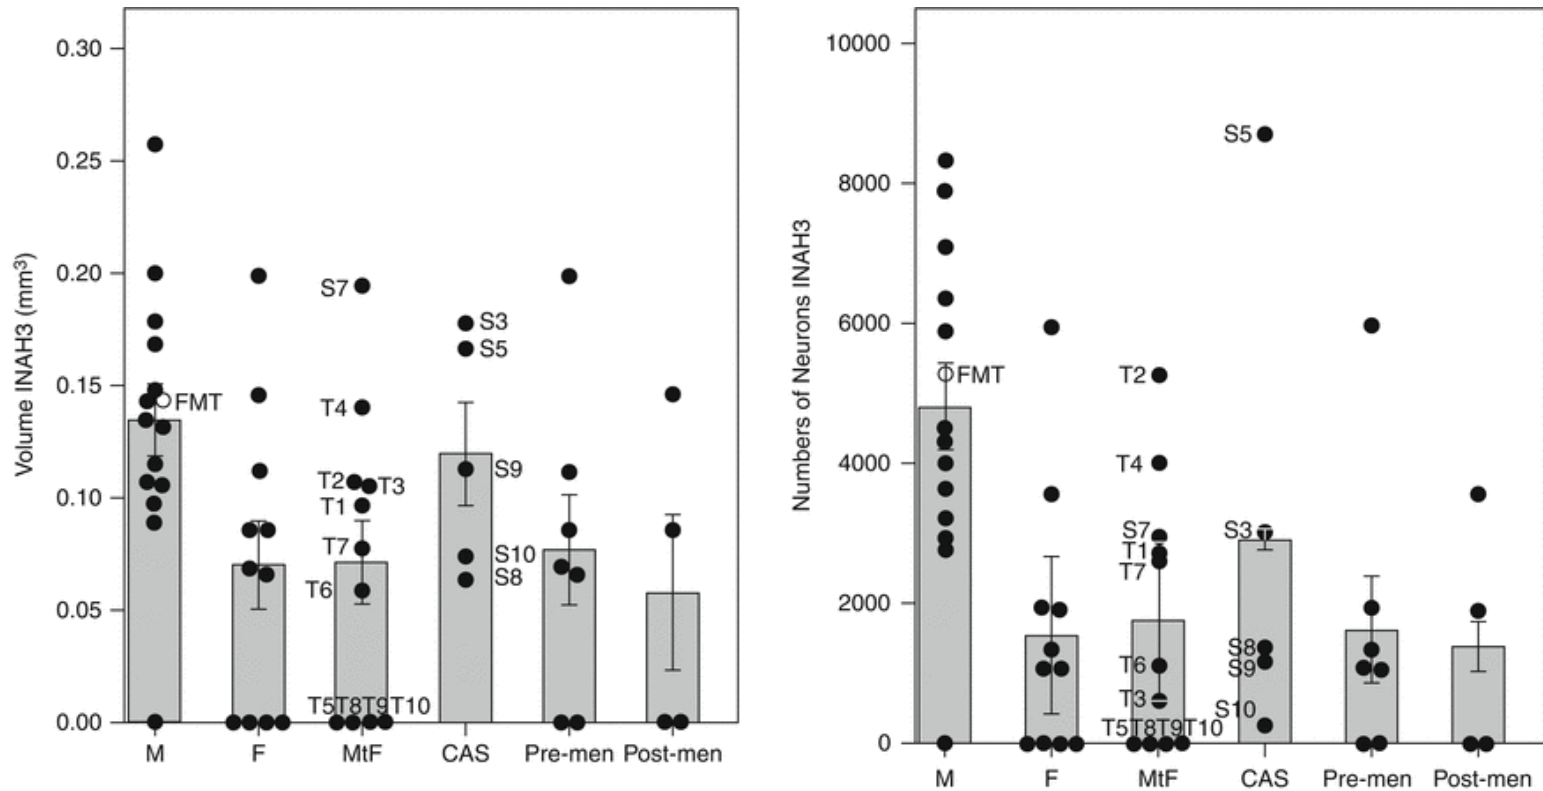 Volume INAH3 (mm³)
0.30
0.25
0.20
0.15
0.10
0.05
0.00
FMT
S7
T4
T2
T3
T1
T7
T6
T5T8T9T10
S3
S5
S9
S10
S8
M F MtF CAS Pre-men Post-men
Numbers of Neurons INAH3
10000
8000
6000
4000
2000
0
FMT
T2
T4
S7
T1
T7
T6
T3
T5T8T9T10
S5
S3
S8
S9
S10
M F MtF CAS Pre-men Post-men